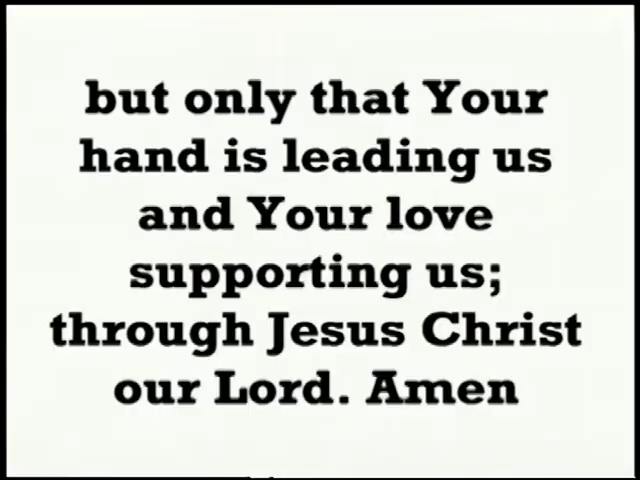 but only that Your
hand is leading us
and Your love
supporting us;
through Jesus Christ
our Lord. Amen